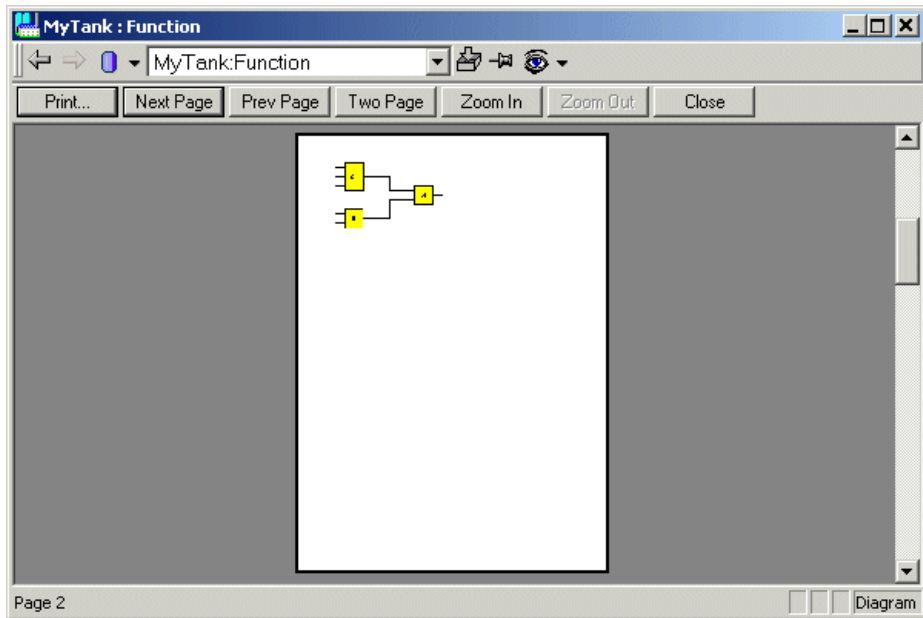 MyTank : Function
MyTank:Function
Print... Next Page Prev Page Two Page Zoom In Zoom Out Close
Page 2 Diagram